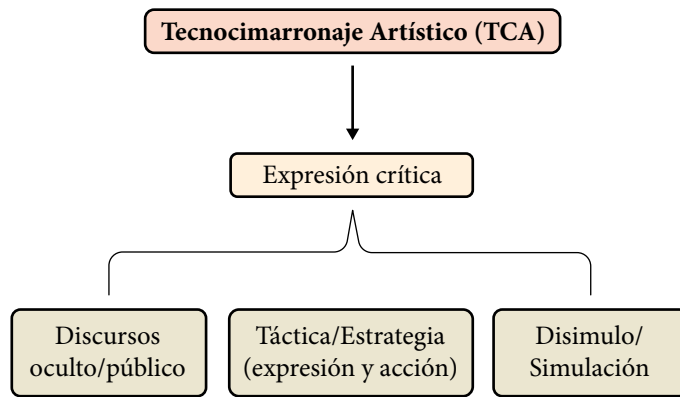 Tecnocimarronaje Artístico (TCA)
Expresión crítica
Discursos
oculto/público
Táctica/Estrategia
(expresión y acción)
Disimulo/
Simulación